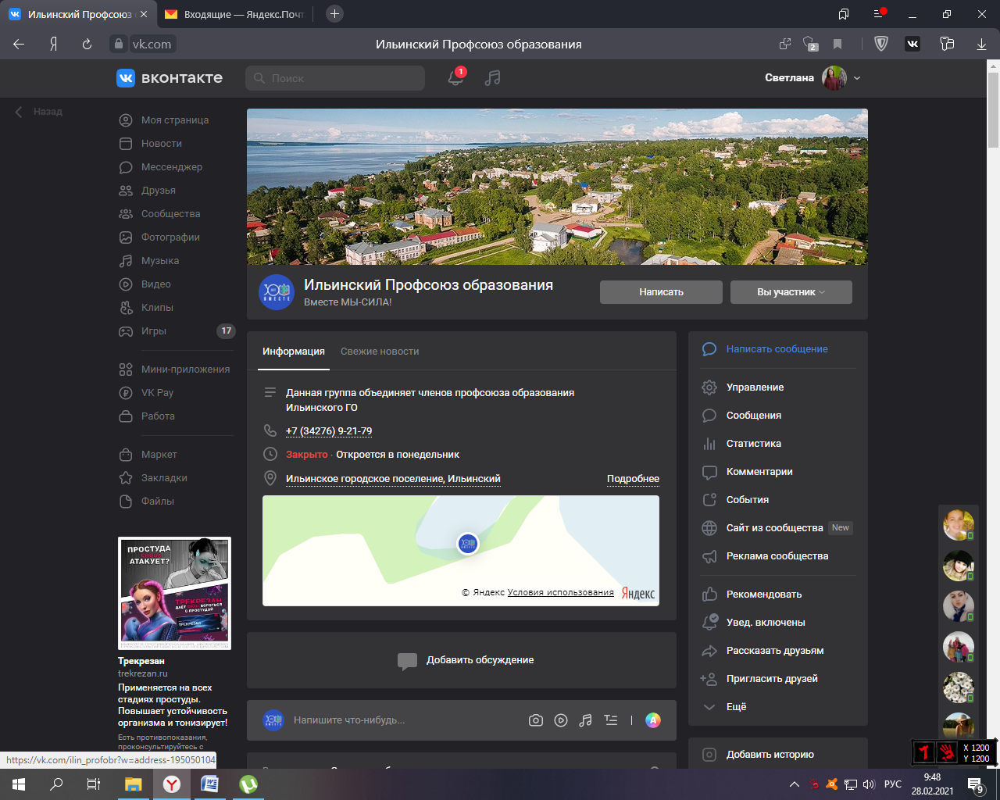 Ильинский Профсоюз
Входящие — Яндекс.Почт
vk.com
Ильинский Профсоюз образования
2
вконтакте
Поиск
1
Светлана
Назад
Моя страница
Новости
Мессенджер
Друзья
Сообщества
Фотографии
Музыка
Видео
Клипы
Игры
17
Мини-приложения
VK Pay
Работа
Маркет
Закладки
Файлы
Ильинский Профсоюз образования
Вместе МЫ-СИЛА!
Написать
Вы участник
Информация
Свежие новости
Данная группа объединяет членов профсоюза образования
Ильинского ГО
+7 (34276) 9-21-79
Закрыто · Откроется в понедельник
Ильинское городское поселение, Ильинский
Подробнее
© Яндекс Условия использования
Яндекс
Добавить обсуждение
Напишите что-нибудь...
Написать сообщение
Управление
Сообщения
Статистика
Комментарии
События
Сайт из сообщества New
Реклама сообщества
Рекомендовать
Увед. включены
Рассказать друзьям
Пригласить друзей
Ещё
Добавить историю
ПРОСТУДА
СНОВА
АТАКУЕТ?
ТРЕКРЕЗАН
Трекрезан
trekrezan.ru
Применяется на всех
стадиях простуды.
Повышает устойчивость
организма и тонизирует!
Есть противопоказания,
проконсультируйтесь с
https://vk.com/ilin_profobr?w=address-195050104
X 1200
Y 1200
РУС
9:48
28.02.2021
9